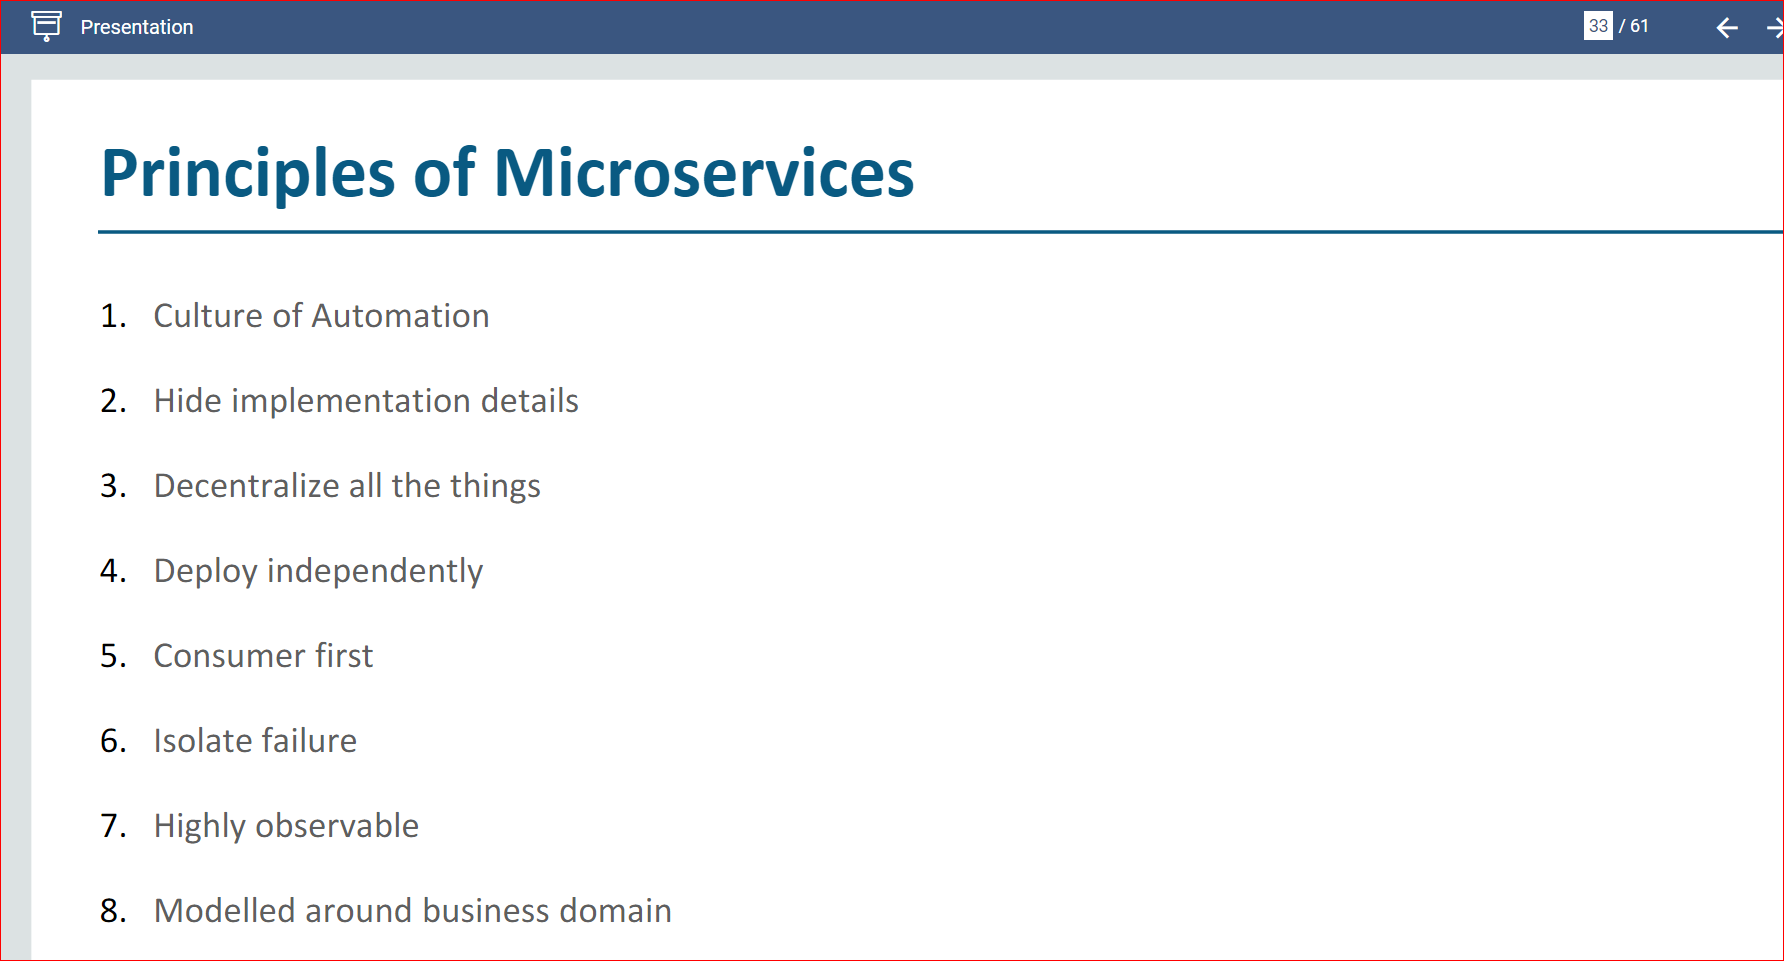 Presentation
33 / 61
Principles of Microservices
1. Culture of Automation
2. Hide implementation details
3. Decentralize all the things
4. Deploy independently
5. Consumer first
6. Isolate failure
7. Highly observable
8. Modelled around business domain